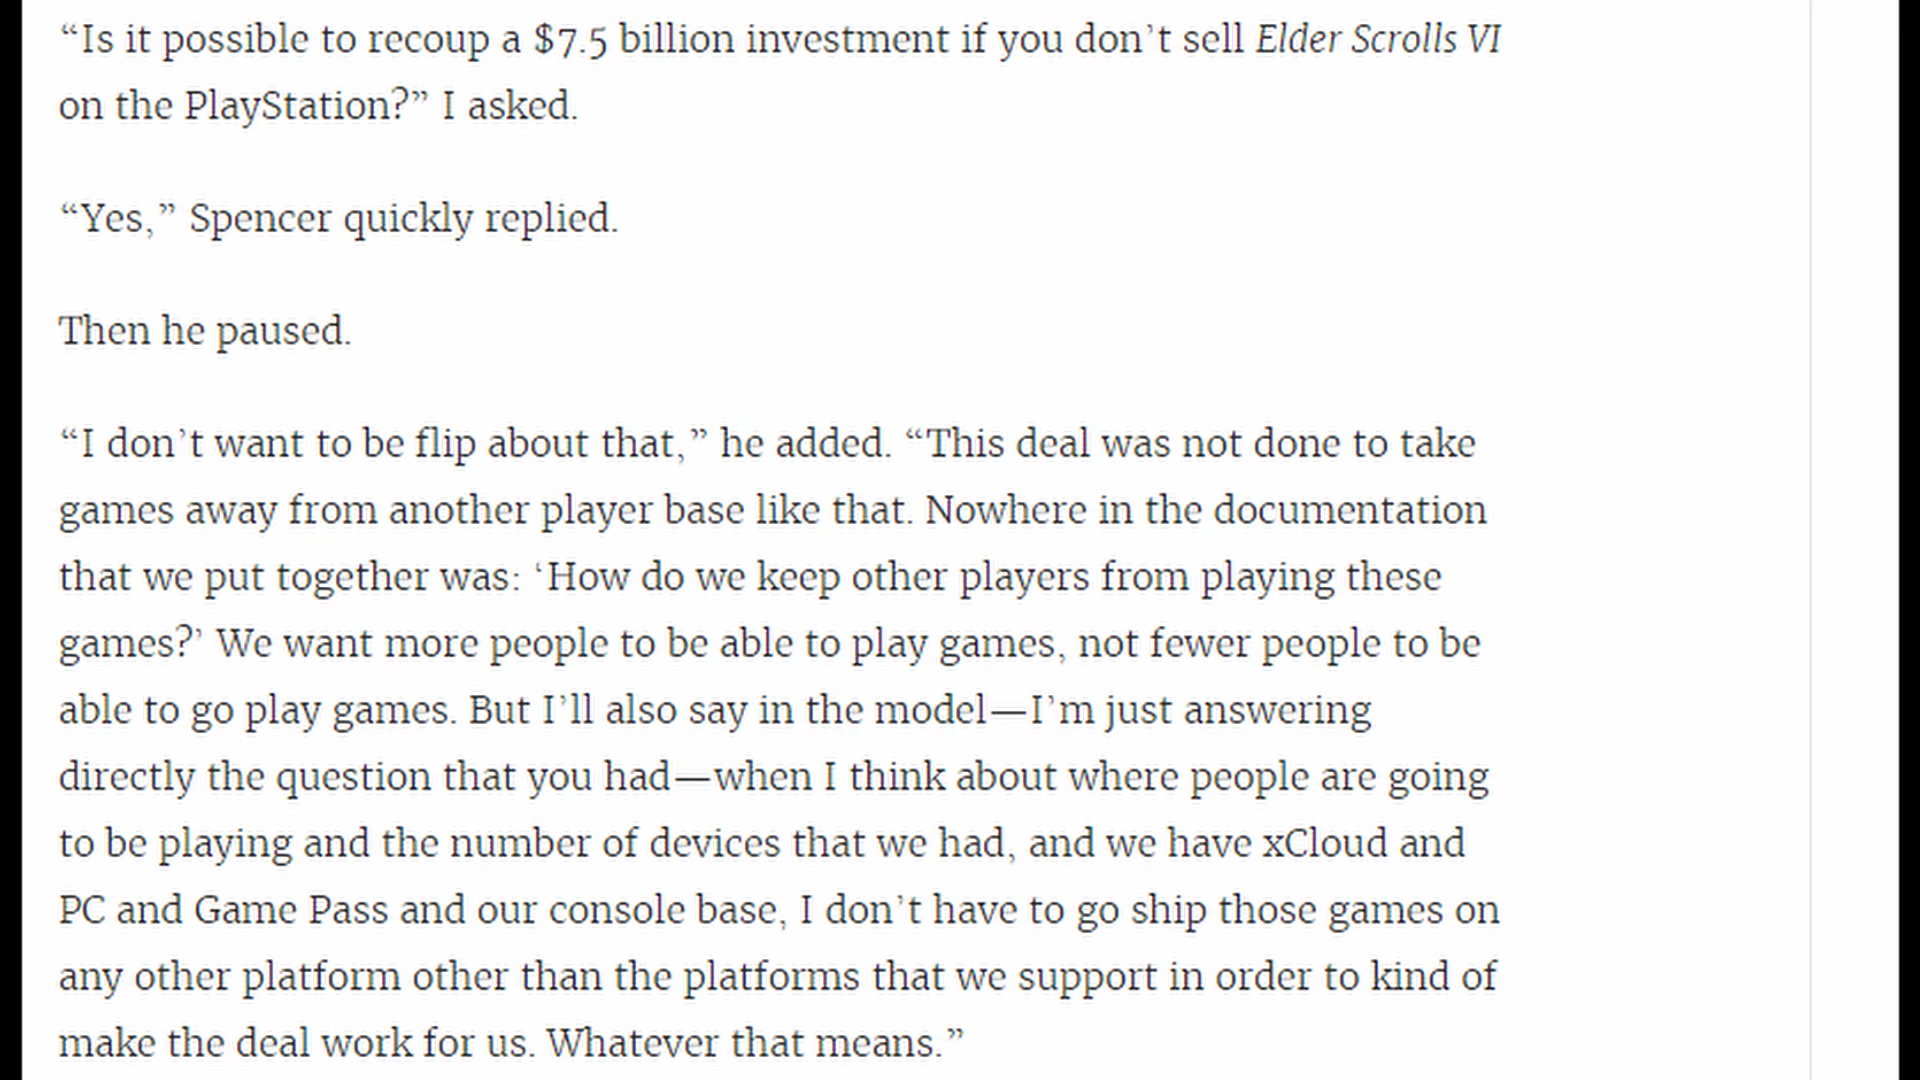 “Is it possible to recoup a $7.5 billion investment if you don’t sell Elder Scrolls VI
on the PlayStation?” I asked.
“Yes,” Spencer quickly replied.
Then he paused.
“I don’t want to be flip about that,” he added. “This deal was not done to take
games away from another player base like that. Nowhere in the documentation
that we put together was: ‘How do we keep other players from playing these
games?’ We want more people to be able to play games, not fewer people to be
able to go play games. But I’ll also say in the model—I’m just answering
directly the question that you had—when I think about where people are going
to be playing and the number of devices that we had, and we have xCloud and
PC and Game Pass and our console base, I don’t have to go ship those games on
any other platform other than the platforms that we support in order to kind of
make the deal work for us. Whatever that means.”